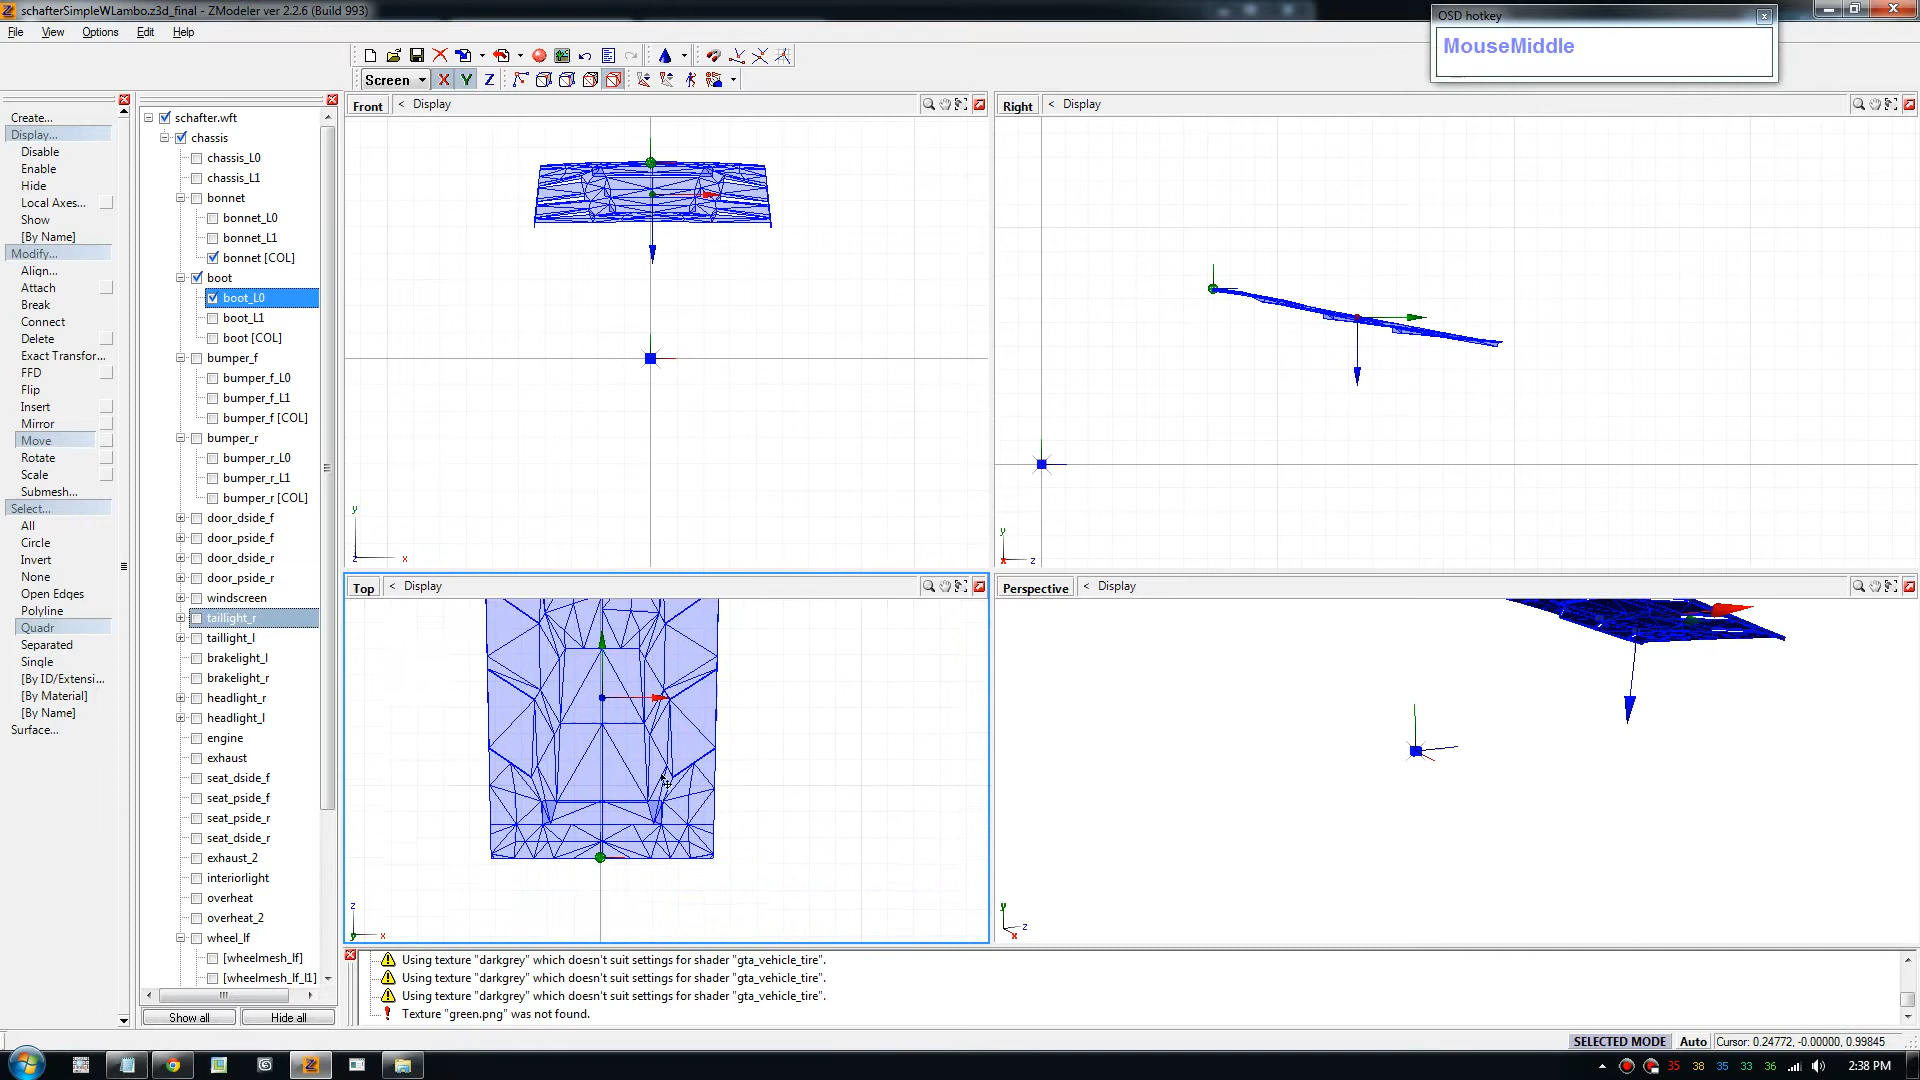 schafterSimpleWLambo.z3d_final - ZModeler ver 2.2.6 (Build 993)
OSD hotkey
x
MouseMiddle
File View Options Edit Help
Screen X Y Z
Create...
Display...
Disable
Enable
Hide
Local Axes...
Show
[By Name]
Modify...
Align...
Attach
Break
Connect
Delete
Exact Transfor...
FFD
Flip
Insert
Mirror
Move
Rotate
Scale
Submesh...
Select...
All
Circle
Invert
None
Open Edges
Polyline
Quadr
Separated
Single
[By ID/Extensi...
[By Material]
[By Name]
Surface...
schafter.wft
chassis
chassis_L0
chassis_L1
bonnet
bonnet_L0
bonnet_L1
bonnet [COL]
boot
boot_L0
boot_L1
boot [COL]
bumper_f
bumper_f_L0
bumper_f_L1
bumper_f [COL]
bumper_r
bumper_r_L0
bumper_r_L1
bumper_r [COL]
door_dside_f
door_pside_f
door_dside_r
door_pside_r
windscreen
taillight_r
taillight_l
brakelight_l
brakelight_r
headlight_r
headlight_l
engine
exhaust
seat_dside_f
seat_pside_f
seat_pside_r
seat_dside_r
exhaust_2
interiorlight
overheat
overheat_2
wheel_lf
[wheelmesh_lf]
[wheelmesh_lf_l1]
Show all
Hide all
Front < Display
y
z x
Right < Display
y
x z
Top < Display
z
y x
Perspective < Display
y
z
x
Using texture "darkgrey" which doesn't suit settings for shader "gta_vehicle_tire".
Using texture "darkgrey" which doesn't suit settings for shader "gta_vehicle_tire".
Using texture "darkgrey" which doesn't suit settings for shader "gta_vehicle_tire".
Texture "green.png" was not found.
SELECTED MODE Auto Cursor: 0.24772, -0.00000, 0.99845
35 38 35 33 36 2:38 PM